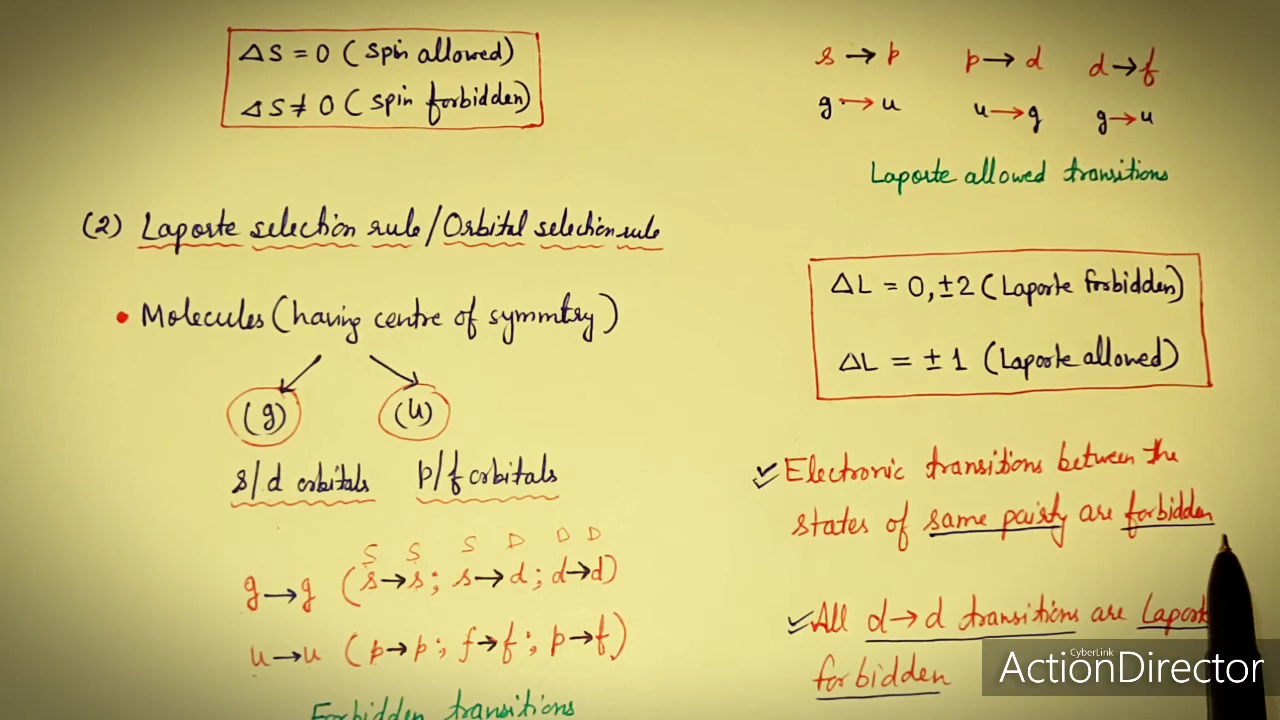 ΔS = 0 (spin allowed)
ΔS ≠ 0 (spin forbidden)
(2) Laporte selection rule/Orbital selection rule
• Molecules (having centre of symmtry)
(g) (u)
s/d orbitals p/f orbitals
S S S D D D
g→g (s→s; s→d; d→d)
u→u (p→p; f→f; p→f)
Forbidden transitions
s→p p→d d→f
g→u u→g g→u
Laporte allowed transitions
ΔL = 0, ±2 (Laporte forbidden)
ΔL = ±1 (Laporte allowed)
Electronic transitions between the
states of same parity are forbidden
All d→d transitions are Laporte
forbidden
CyberLink
ActionDirector